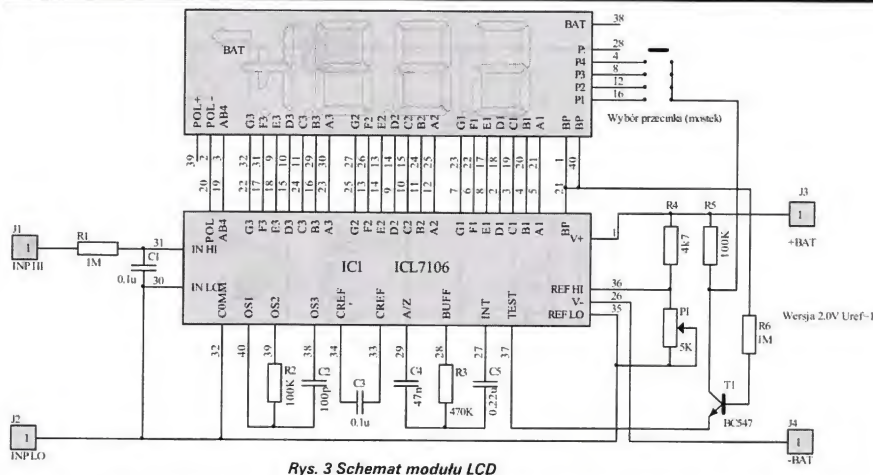 BAT
38
BAT
P-
28
P4
4
P3
8
P2
12
P1
16
Wybór przecinka (mostek)
POL+ POL- AB4 G3 F3 E3 D3 C3 B3 A3 G2 F2 E2 D2 C2 B2 A2 G1 F1 E1 D1 C1 B1 A1 BP BP
39 2 3 32 31 9 10 11 29 30 27 26 13 14 15 24 25 23 22 17 18 19 20 21 1 40
20 19 22 17 18 15 24 16 23 25 13 14 9 10 11 12 7 6 8 2 3 4 5 21
POL AB4 G3 F3 E3 D3 C3 B3 A3 G2 F2 E2 D2 C2 B2 A2 G1 F1 E1 D1 C1 B1 A1 BP
J1
1
INP HI
R1
1M
31
IN HI
C1
0.1u
30
IN LO
IC1 ICL7106
V+
1
R4
4k7
R5
100K
J3
1
+BAT
REF HI
36
V-
26
REF LO
35
P1
5K
R6
1M
Wersja 2.0V Uref~1
COMM OS1 OS2 OS3 CREF CREF A/Z BUFF INT TEST
32 40 39 38 34 33 29 28 27 37
R2
100K
C2
100p
C3
0.1u
C4
47n
R3
470K
C5
0.22u
T1
BC547
J2
1
INP LO
J4
1
-BAT
Rys. 3 Schemat modułu LCD